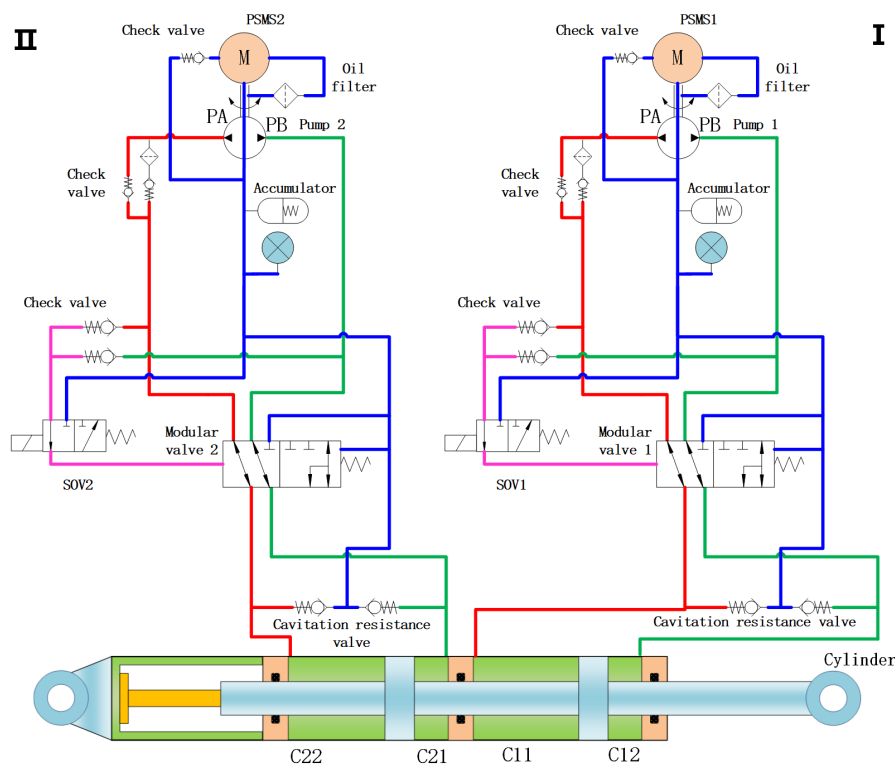 II
PSMS2
Check valve
M
Oil
filter
PA
PB
Pump 2
Check
valve
Accumulator
Check valve
Modular
valve 2
SOV2
Cavitation resistance
valve
I
PSMS1
Check valve
M
Oil
filter
PA
PB
Pump 1
Check
valve
Accumulator
Check valve
Modular
valve 1
SOV1
Cavitation resistance valve
Cylinder
C22
C21
C11
C12